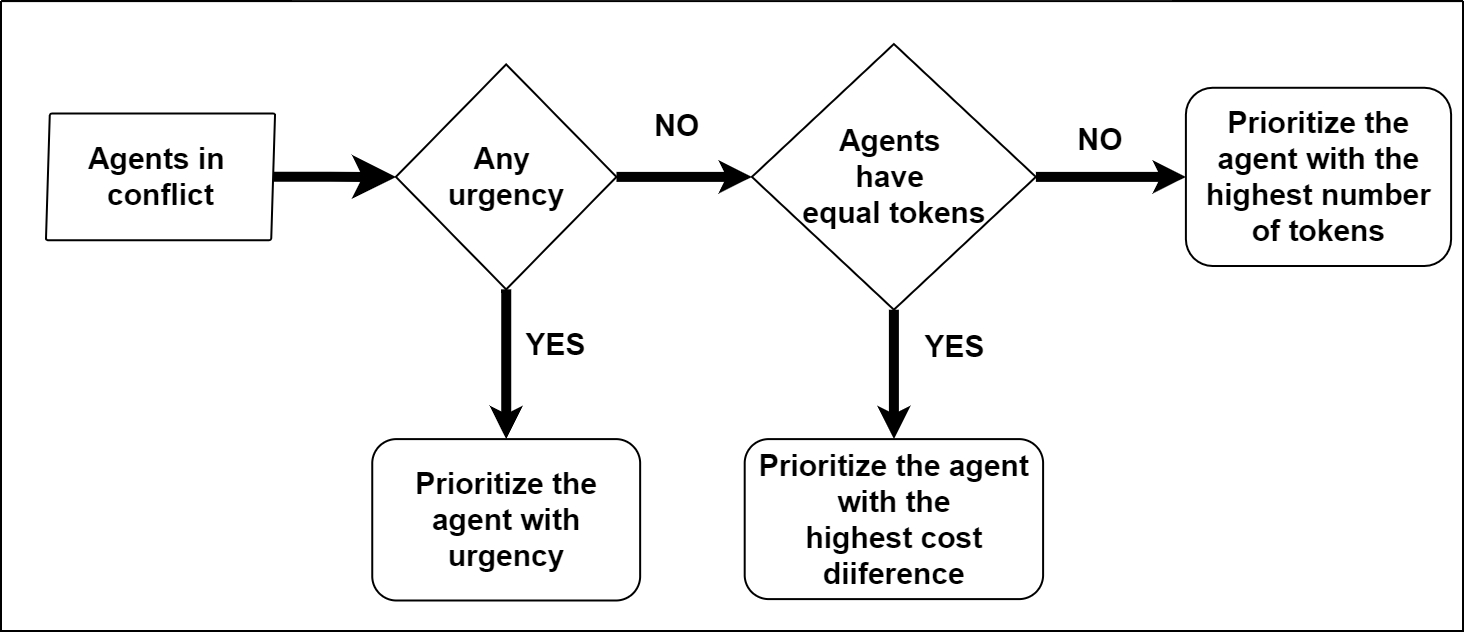 Agents in
conflict
Any
urgency
NO
Agents
have
equal tokens
NO
Prioritize the
agent with the
highest number
of tokens
YES
YES
Prioritize the
agent with
urgency
Prioritize the agent
with the
highest cost
diiference